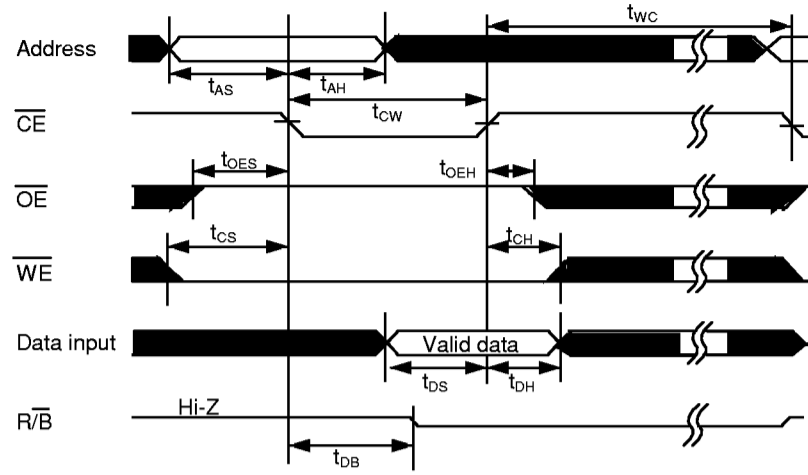 tWC
Address
tAS
tAH
tCW
CE
tOES
tOEH
OE
tCS
tCH
WE
Data input
Valid data
tDS
tDH
Hi-Z
R/B
tDB